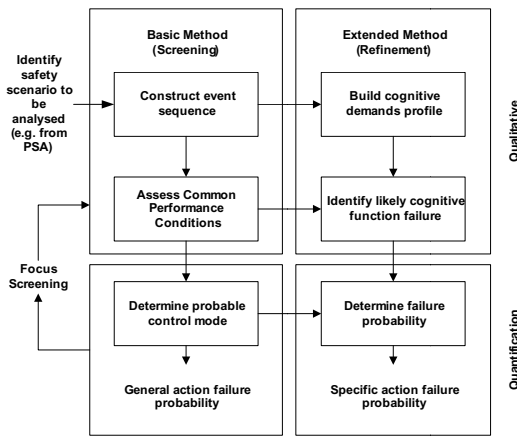 Basic Method
(Screening)
Extended Method
(Refinement)
Identify
safety
scenario to
be
analysed
(e.g. from
PSA)
Construct event
sequence
Build cognitive
demands profile
Qualitative
Assess Common
Performance
Conditions
Identify likely cognitive
function failure
Focus
Screening
Determine probable
control mode
Determine failure
probability
Quantification
General action failure
probability
Specific action failure
probability